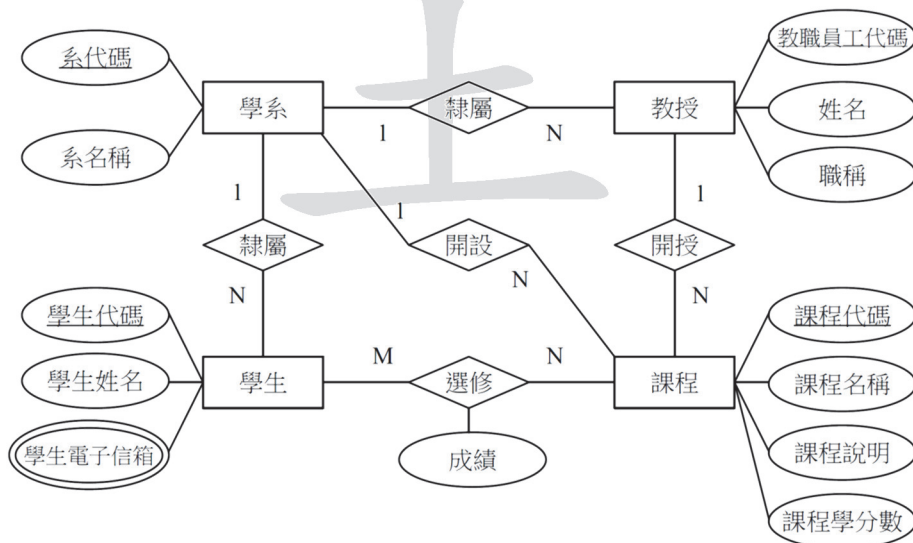 系代碼
系名稱
學系
1
隸屬
N
教授
教職員工代碼
姓名
職稱
1
隸屬
N
1
開設
N
1
開授
N
學生代碼
學生姓名
學生電子信箱
學生
M
選修
N
成績
課程
課程代碼
課程名稱
課程說明
課程學分數